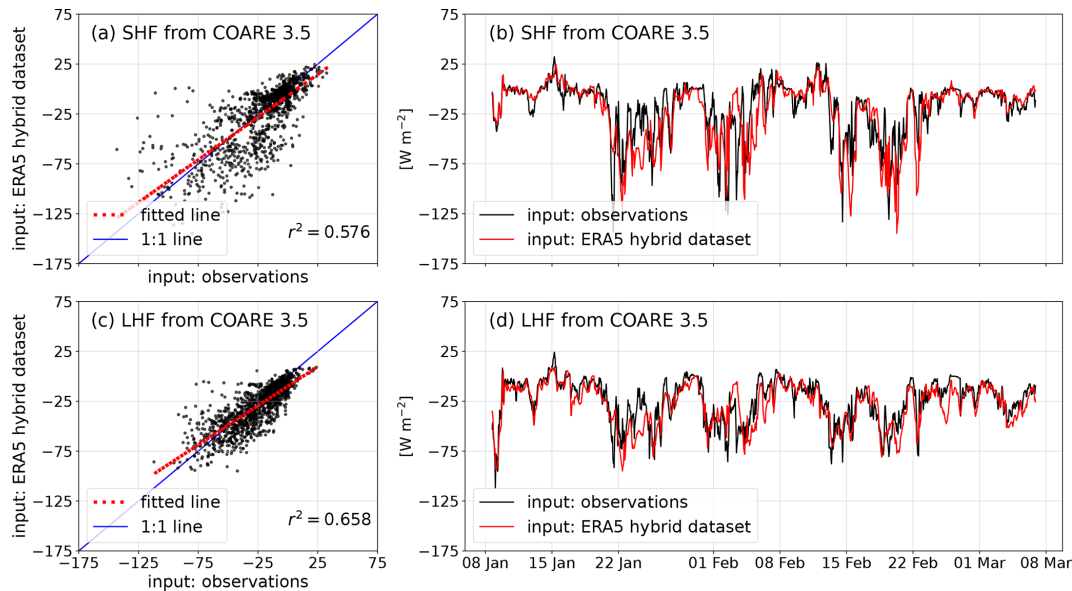 (a) SHF from COARE 3.5
input: ERA5 hybrid dataset
75
25
−25
−75
−125
−175
fitted line
1:1 line
r² = 0.576
input: observations
(b) SHF from COARE 3.5
[W m⁻²]
75
25
−25
−75
−125
−175
input: observations
input: ERA5 hybrid dataset
(c) LHF from COARE 3.5
input: ERA5 hybrid dataset
75
25
−25
−75
−125
−175
fitted line
1:1 line
r² = 0.658
−175 −125 −75 −25 25 75
input: observations
(d) LHF from COARE 3.5
[W m⁻²]
75
25
−25
−75
−125
−175
input: observations
input: ERA5 hybrid dataset
08 Jan 15 Jan 22 Jan 01 Feb 08 Feb 15 Feb 22 Feb 01 Mar 08 Mar